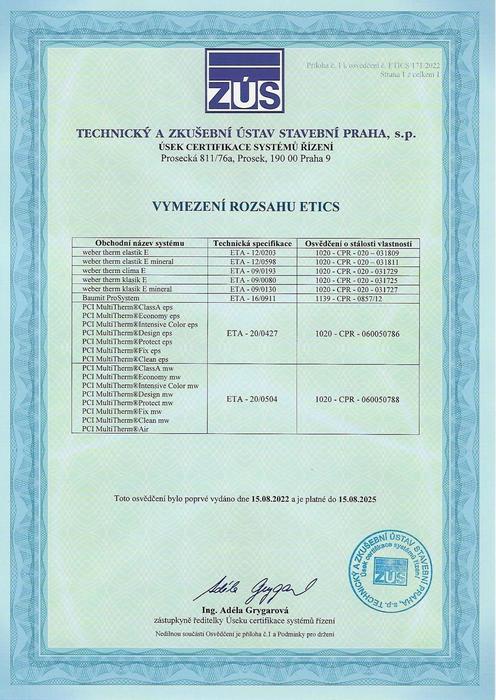 Příloha č. 1 k osvědčení č. ETICS 171/2022
Strana 1 z celkem 1
ZÚS
TECHNICKÝ A ZKUŠEBNÍ ÚSTAV STAVEBNÍ PRAHA, s.p.
ÚSEK CERTIFIKACE SYSTÉMŮ ŘÍZENÍ
Prosecká 811/76a, Prosek, 190 00 Praha 9
VYMEZENÍ ROZSAHU ETICS
Obchodní název systému Technická specifikace Osvědčení o stálosti vlastností
weber therm elastik E ETA - 12/0203 1020 - CPR - 020 – 031809
weber therm elastik E mineral ETA - 12/0598 1020 - CPR - 020 – 031811
weber therm clima E ETA - 09/0193 1020 - CPR - 020 - 031729
weber therm klasik E ETA - 09/0080 1020 - CPR - 020 - 031725
weber therm klasik E mineral ETA - 09/0130 1020 - CPR - 020 - 031727
Baumit ProSystem ETA - 16/0911 1139 - CPR - 0857/12
PCI MultiTherm®ClassA eps
PCI MultiTherm®Economy eps
PCI MultiTherm®Intensive Color eps
PCI MultiTherm®Design eps ETA - 20/0427 1020 - CPR - 060050786
PCI MultiTherm®Protect eps
PCI MultiTherm®Fix eps
PCI MultiTherm®Clean eps
PCI MultiTherm®ClassA mw
PCI MultiTherm®Economy mw
PCI MultiTherm®Intensive Color mw
PCI MultiTherm®Design mw
PCI MultiTherm®Protect mw ETA - 20/0504 1020 - CPR - 060050788
PCI MultiTherm®Fix mw
PCI MultiTherm®Clean mw
PCI MultiTherm®Air
Toto osvědčení bylo poprvé vydáno dne 15.08.2022 a je platné do 15.08.2025
TECHNICKÝ A ZKUŠEBNÍ ÚSTAV STAVEBNÍ PRAHA, s.p.
Úsek certifikace systémů řízení
ZÚS
Adéla Grygar
Ing. Adéla Grygarová
zástupkyně ředitelky Úseku certifikace systémů řízení
Nedílnou součástí Osvědčení je příloha č.1 a Podmínky pro držení